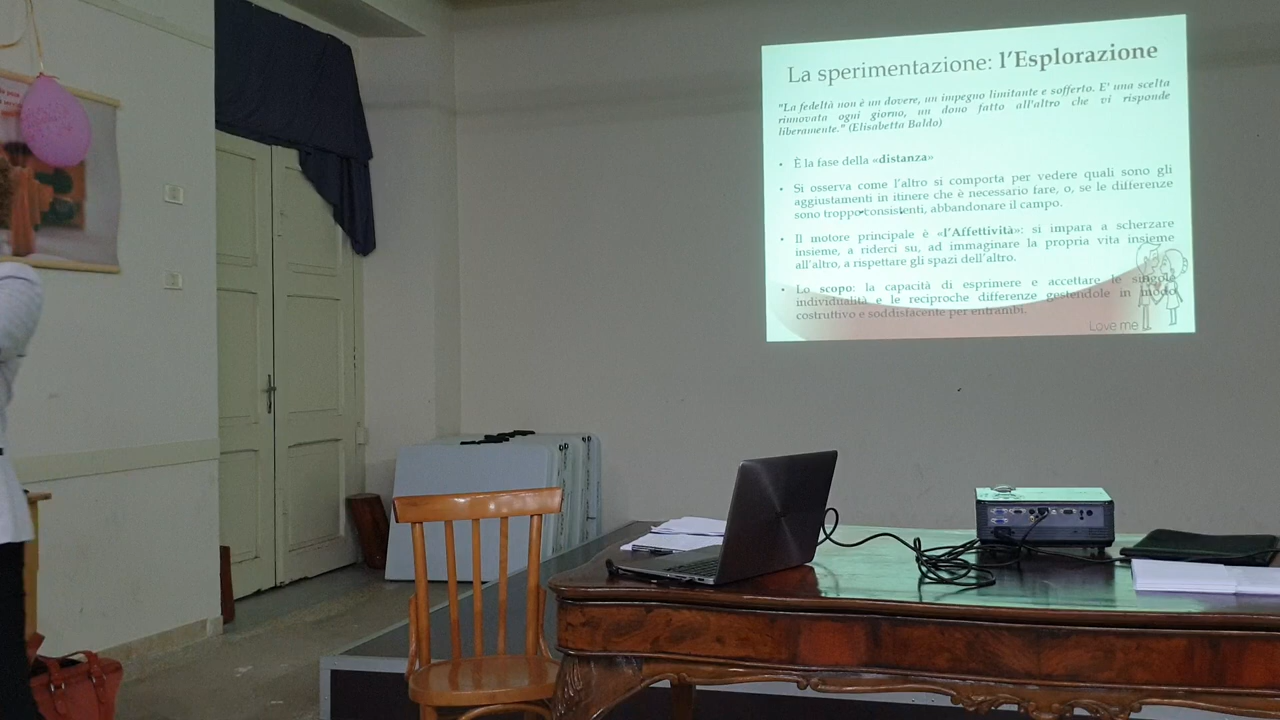 La sperimentazione: l'Esplorazione
"La fedeltà non è un dovere, un impegno limitante e sofferto. E' una scelta
rinnovata ogni giorno, un dono fatto all'altro che vi risponde
liberamente." (Elisabetta Baldo)
• È la fase della «distanza»
• Si osserva come l'altro si comporta per vedere quali sono gli
aggiustamenti in itinere che è necessario fare, o, se le differenze
sono troppo consistenti, abbandonare il campo.
• Il motore principale è «l'Affettività»: si impara a scherzare
insieme, a riderci su, ad immaginare la propria vita insieme
all'altro, a rispettare gli spazi dell'altro.
• Lo scopo: la capacità di esprimere e accettare le singole
individualità e le reciproche differenze gestendole in modo
costruttivo e soddisfacente per entrambi.
Love me